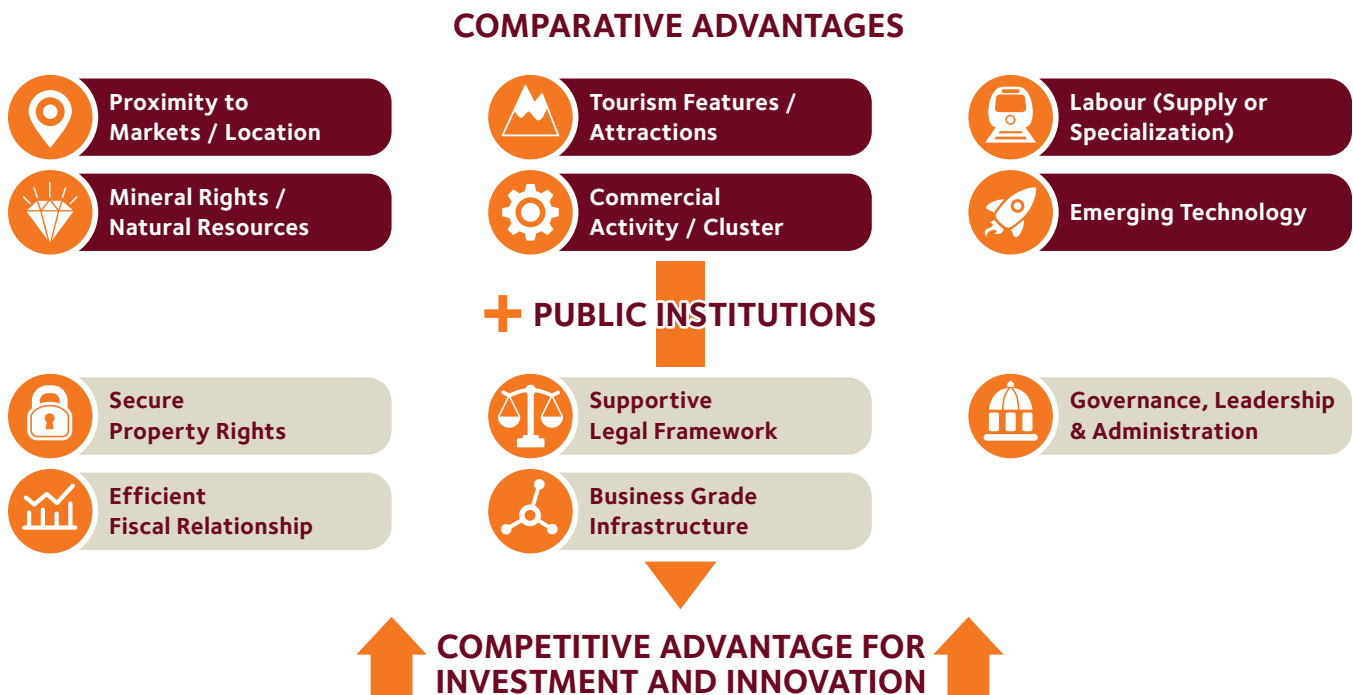 COMPARATIVE ADVANTAGES
Proximity to
Markets / Location
Tourism Features /
Attractions
Labour (Supply or
Specialization)
Mineral Rights /
Natural Resources
Commercial
Activity / Cluster
Emerging Technology
+ PUBLIC INSTITUTIONS
Secure
Property Rights
Supportive
Legal Framework
Governance, Leadership
& Administration
Efficient
Fiscal Relationship
Business Grade
Infrastructure
COMPETITIVE ADVANTAGE FOR
INVESTMENT AND INNOVATION